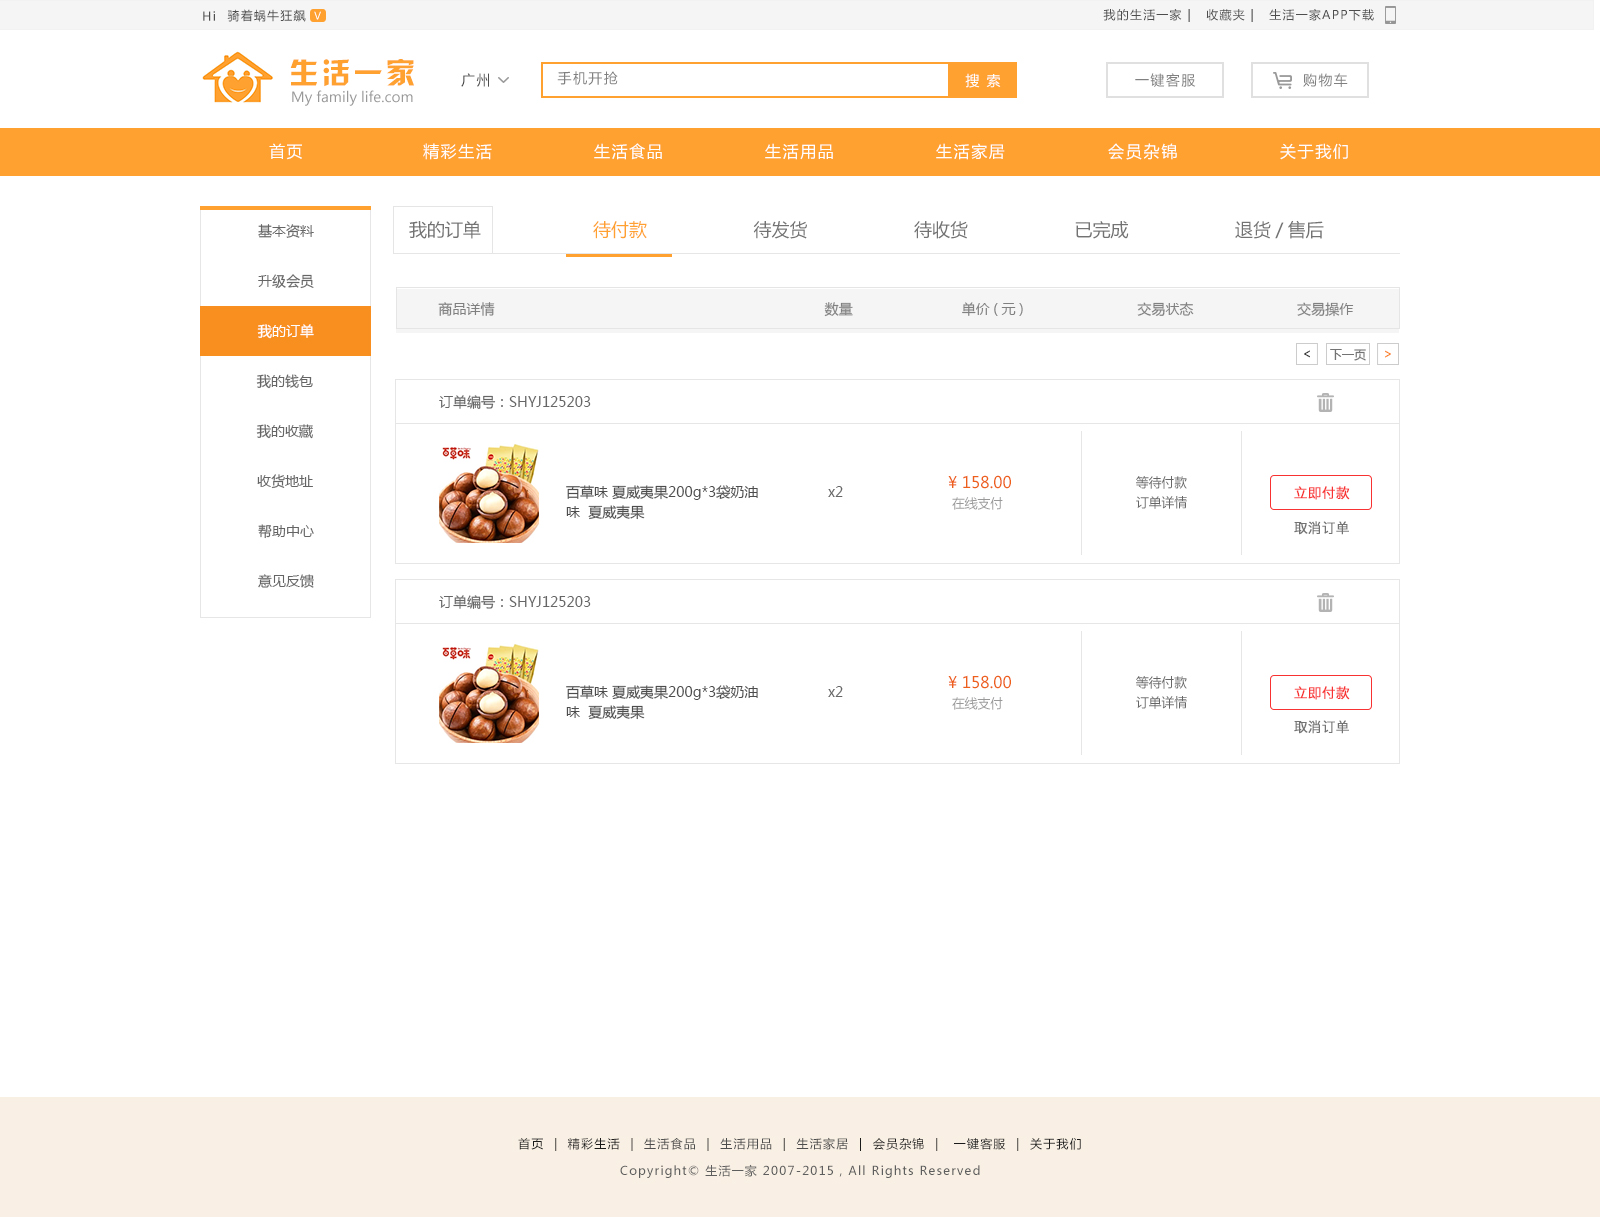 Hi 骑着蜗牛狂飙 V
我的生活一家 | 收藏夹 | 生活一家APP下载
生活一家
My family life.com
广州
手机开抢
搜 索
一键客服
购物车
首页 精彩生活 生活食品 生活用品 生活家居 会员杂锦 关于我们
基本资料
升级会员
我的订单
我的钱包
我的收藏
收货地址
帮助中心
意见反馈
我的订单 待付款 待发货 待收货 已完成 退货 / 售后
商品详情 数量 单价 ( 元 ) 交易状态 交易操作
< 下一页 >
订单编号：SHYJ125203
百草味
百草味 夏威夷果200g*3袋奶油
味 夏威夷果
x2
¥ 158.00
在线支付
等待付款
订单详情
立即付款
取消订单
订单编号：SHYJ125203
百草味
百草味 夏威夷果200g*3袋奶油
味 夏威夷果
x2
¥ 158.00
在线支付
等待付款
订单详情
立即付款
取消订单
首页 | 精彩生活 | 生活食品 | 生活用品 | 生活家居 | 会员杂锦 | 一键客服 | 关于我们
Copyright© 生活一家 2007-2015 , All Rights Reserved